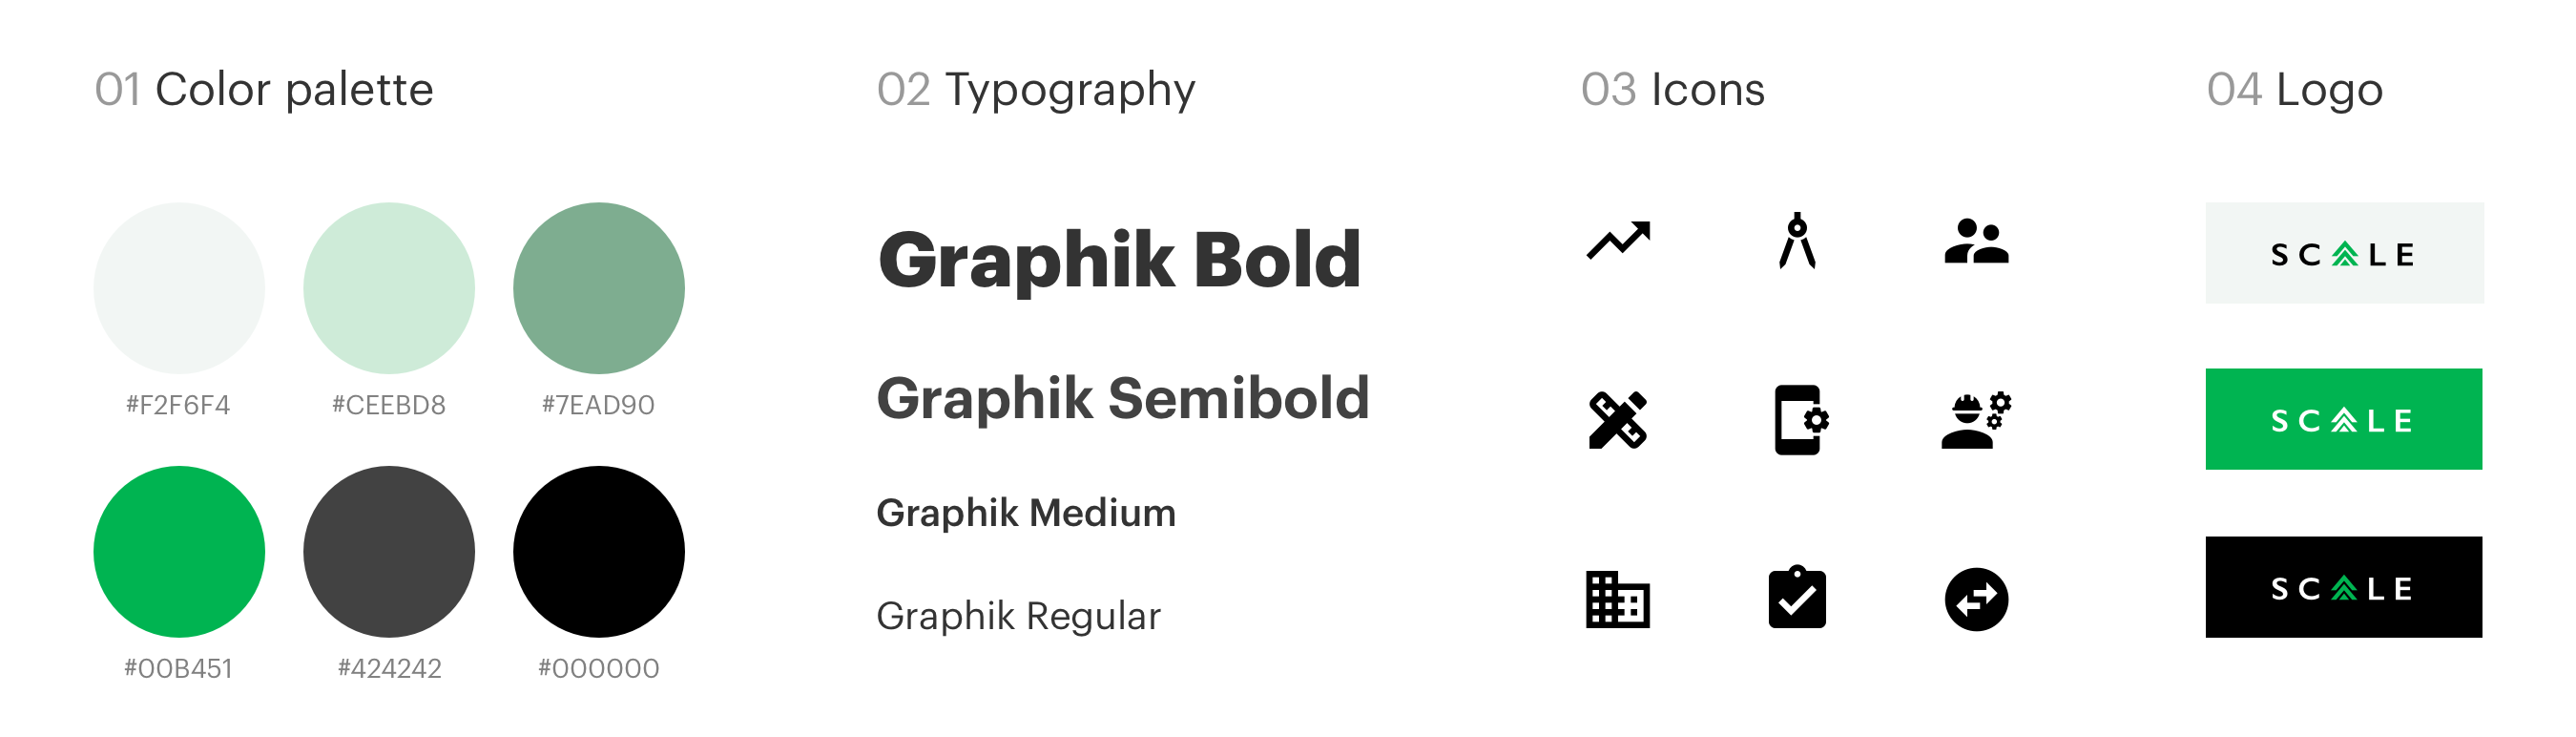 01 Color palette
#F2F6F4
#CEEBD8
#7EAD90
#00B451
#424242
#000000
02 Typography
Graphik Bold
Graphik Semibold
Graphik Medium
Graphik Regular
03 Icons
04 Logo
SCALE
SCALE
SCALE